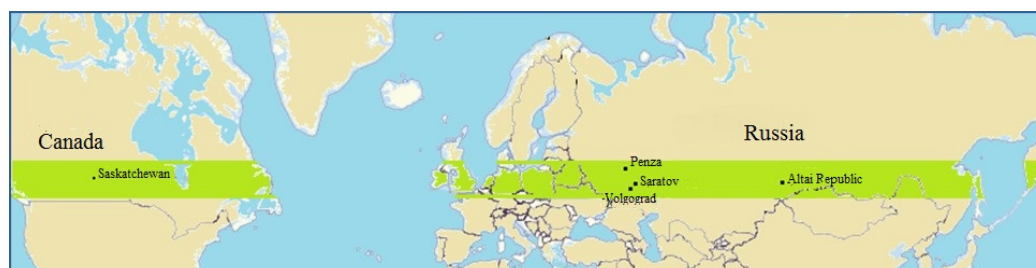 Canada
Russia
Saskatchewan
Penza
Saratov
Altai Republic
Volgograd